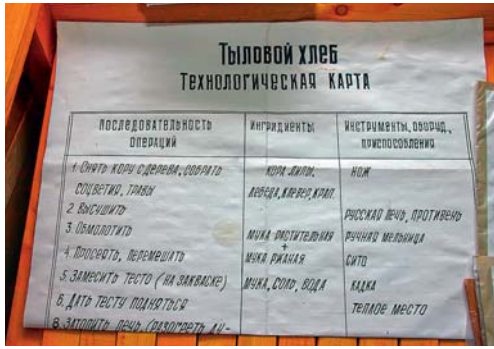 Тыловой хлеб
Технологическая карта
Последовательность операций
Ингридиенты
Инструменты, оборуд., приспособления
1. Снять кору с дерева, собрать соцветия, травы
кора липы, лебеда, клевер, крап.
нож
2. Высушить
русская печь, противень
3. Обмолотить
мука растительная
ручная мельница
4. Просеять, перемешать
+ мука ржаная
сито
5. Замесить тесто (на закваске)
мука, соль, вода
кадка
6. Дать тесту подняться
теплое место
8. Затопить печь (разогреть ду-